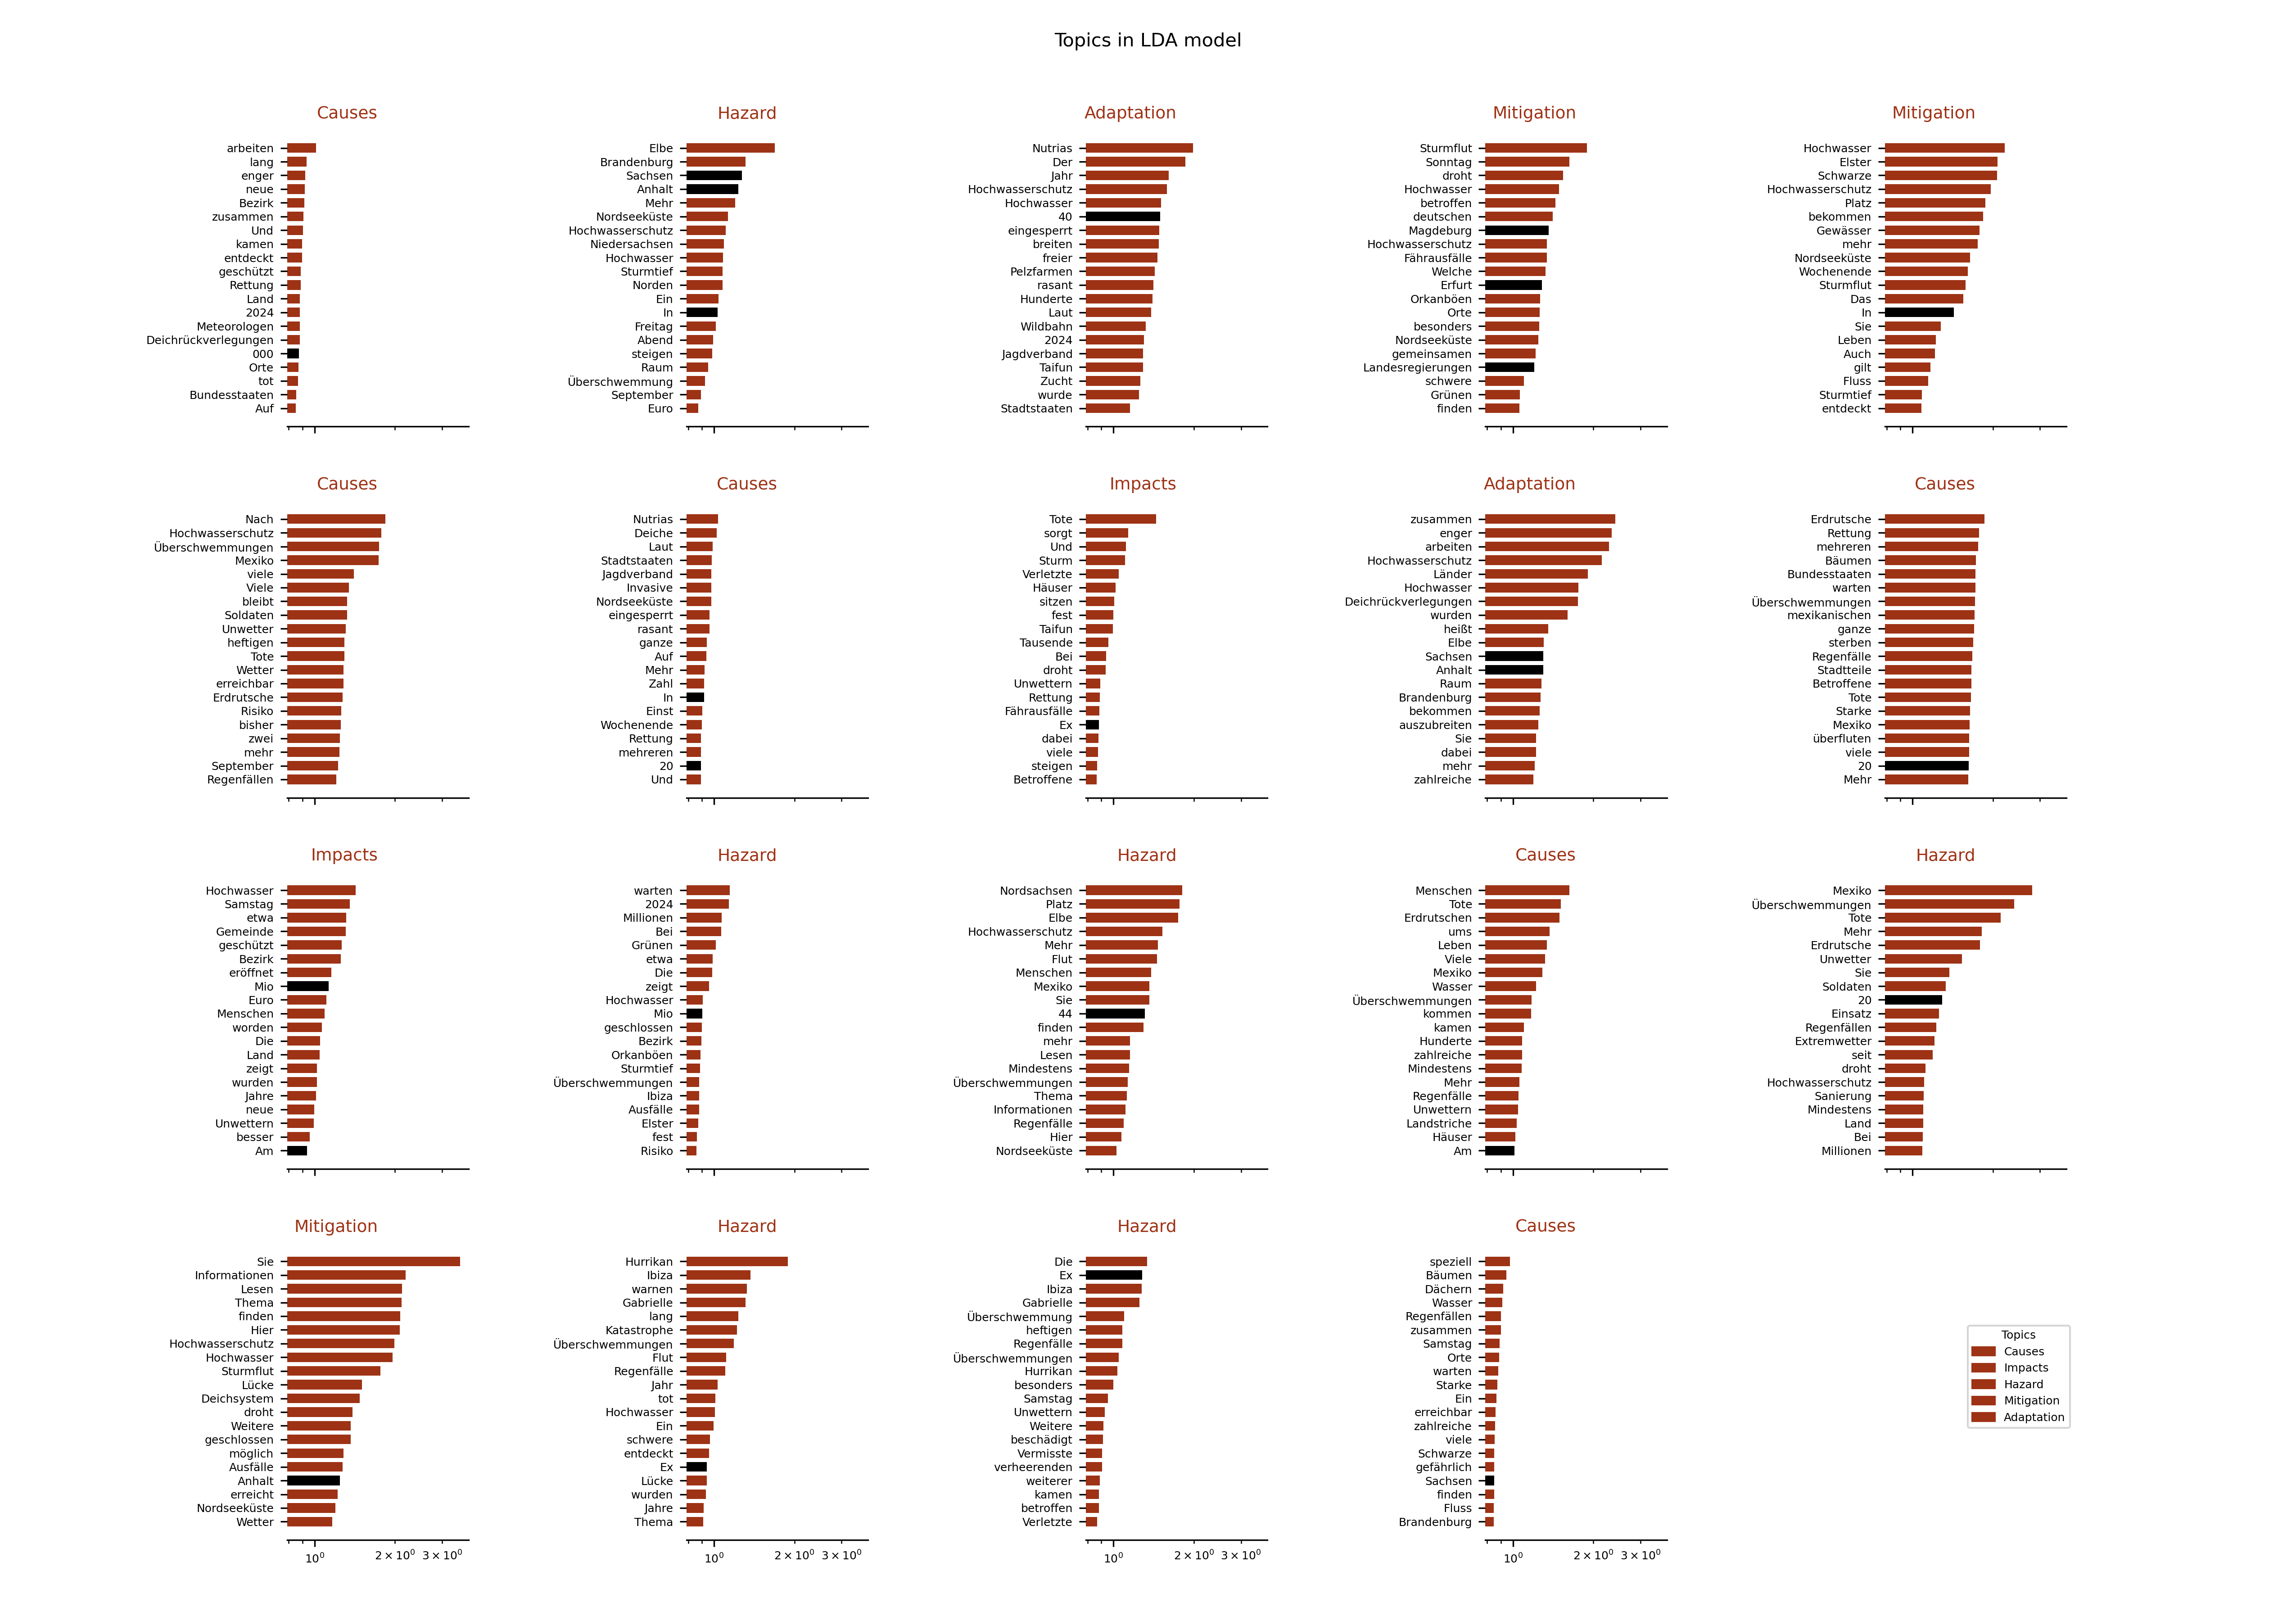 Topics in LDA model
Causes
arbeiten
lang
enger
neue
Bezirk
zusammen
Und
kamen
entdeckt
geschützt
Rettung
Land
2024
Meteorologen
Deichrückverlegungen
000
Orte
tot
Bundesstaaten
Auf
Hazard
Elbe
Brandenburg
Sachsen
Anhalt
Mehr
Nordseeküste
Hochwasserschutz
Niedersachsen
Hochwasser
Sturmtief
Norden
Ein
In
Freitag
Abend
steigen
Raum
Überschwemmung
September
Euro
Adaptation
Nutrias
Der
Jahr
Hochwasserschutz
Hochwasser
40
eingesperrt
breiten
freier
Pelzfarmen
rasant
Hunderte
Laut
Wildbahn
2024
Jagdverband
Taifun
Zucht
wurde
Stadtstaaten
Mitigation
Sturmflut
Sonntag
droht
Hochwasser
betroffen
deutschen
Magdeburg
Hochwasserschutz
Fährausfälle
Welche
Erfurt
Orkanböen
Orte
besonders
Nordseeküste
gemeinsamen
Landesregierungen
schwere
Grünen
finden
Mitigation
Hochwasser
Elster
Schwarze
Hochwasserschutz
Platz
bekommen
Gewässer
mehr
Nordseeküste
Wochenende
Sturmflut
Das
In
Sie
Leben
Auch
gilt
Fluss
Sturmtief
entdeckt
Causes
Nach
Hochwasserschutz
Überschwemmungen
Mexiko
viele
Viele
bleibt
Soldaten
Unwetter
heftigen
Tote
Wetter
erreichbar
Erdrutsche
Risiko
bisher
zwei
mehr
September
Regenfällen
Causes
Nutrias
Deiche
Laut
Stadtstaaten
Jagdverband
Invasive
Nordseeküste
eingesperrt
rasant
ganze
Auf
Mehr
Zahl
In
Einst
Wochenende
Rettung
mehreren
20
Und
Impacts
Tote
sorgt
Und
Sturm
Verletzte
Häuser
sitzen
fest
Taifun
Tausende
Bei
droht
Unwettern
Rettung
Fährausfälle
Ex
dabei
viele
steigen
Betroffene
Adaptation
zusammen
enger
arbeiten
Hochwasserschutz
Länder
Hochwasser
Deichrückverlegungen
wurden
heißt
Elbe
Sachsen
Anhalt
Raum
Brandenburg
bekommen
auszubreiten
Sie
dabei
mehr
zahlreiche
Causes
Erdrutsche
Rettung
mehreren
Bäumen
Bundesstaaten
warten
Überschwemmungen
mexikanischen
ganze
sterben
Regenfälle
Stadtteile
Betroffene
Tote
Starke
Mexiko
überfluten
viele
20
Mehr
Impacts
Hochwasser
Samstag
etwa
Gemeinde
geschützt
Bezirk
eröffnet
Mio
Euro
Menschen
worden
Die
Land
zeigt
wurden
Jahre
neue
Unwettern
besser
Am
Hazard
warten
2024
Millionen
Bei
Grünen
etwa
Die
zeigt
Hochwasser
Mio
geschlossen
Bezirk
Orkanböen
Sturmtief
Überschwemmungen
Ibiza
Ausfälle
Elster
fest
Risiko
Hazard
Nordsachsen
Platz
Elbe
Hochwasserschutz
Mehr
Flut
Menschen
Mexiko
Sie
44
finden
mehr
Lesen
Mindestens
Überschwemmungen
Thema
Informationen
Regenfälle
Hier
Nordseeküste
Causes
Menschen
Tote
Erdrutschen
ums
Leben
Viele
Mexiko
Wasser
Überschwemmungen
kommen
kamen
Hunderte
zahlreiche
Mindestens
Mehr
Regenfälle
Unwettern
Landstriche
Häuser
Am
Hazard
Mexiko
Überschwemmungen
Tote
Mehr
Erdrutsche
Unwetter
Sie
Soldaten
20
Einsatz
Regenfällen
Extremwetter
seit
droht
Hochwasserschutz
Sanierung
Mindestens
Land
Bei
Millionen
Mitigation
Sie
Informationen
Lesen
Thema
finden
Hier
Hochwasserschutz
Hochwasser
Sturmflut
Lücke
Deichsystem
droht
Weitere
geschlossen
möglich
Ausfälle
Anhalt
erreicht
Nordseeküste
Wetter
10⁰ 2 × 10⁰ 3 × 10⁰
Hazard
Hurrikan
Ibiza
warnen
Gabrielle
lang
Katastrophe
Überschwemmungen
Flut
Regenfälle
Jahr
tot
Hochwasser
Ein
schwere
entdeckt
Ex
Lücke
wurden
Jahre
Thema
10⁰ 2 × 10⁰ 3 × 10⁰
Hazard
Die
Ex
Ibiza
Gabrielle
Überschwemmung
heftigen
Regenfälle
Überschwemmungen
Hurrikan
besonders
Samstag
Unwettern
Weitere
beschädigt
Vermisste
verheerenden
weiterer
kamen
betroffen
Verletzte
10⁰ 2 × 10⁰ 3 × 10⁰
Causes
speziell
Bäumen
Dächern
Wasser
Regenfällen
zusammen
Samstag
Orte
warten
Starke
Ein
erreichbar
zahlreiche
viele
Schwarze
gefährlich
Sachsen
finden
Fluss
Brandenburg
10⁰ 2 × 10⁰ 3 × 10⁰
Topics
Causes
Impacts
Hazard
Mitigation
Adaptation